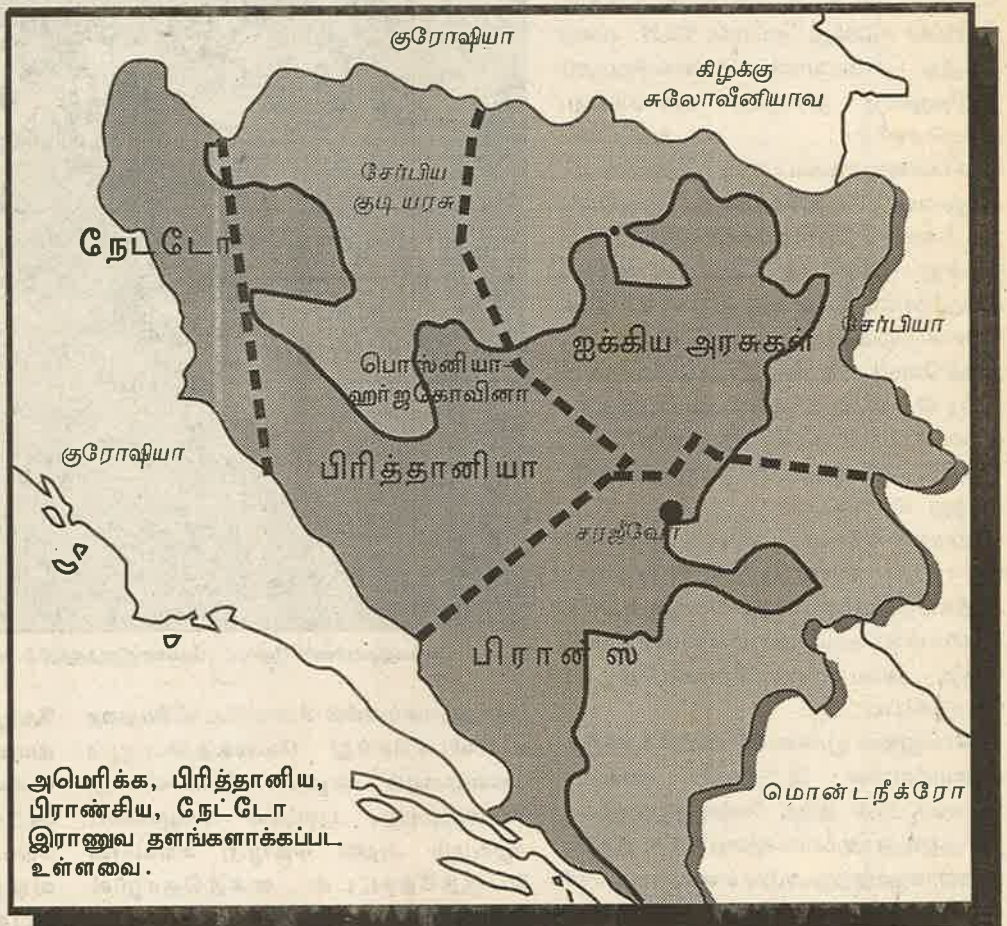 குரோஷியா
கிழக்கு
சுலோவீனியாவ
சேர்பிய
குடியரசு
நேட்டோ
சேர்பியா
ஐக்கிய அரசுகள்
பொஸ்னியா-
ஹர்ஜகோவினா
குரோஷியா
பிரித்தானியா
சரஜீவோ
பிரான்ஸ்
மொன்டநீக்ரோ
அமெரிக்க, பிரித்தானிய,
பிராண்சிய, நேட்டோ
இராணுவ தளங்களாக்கப்பட
உள்ளவை.